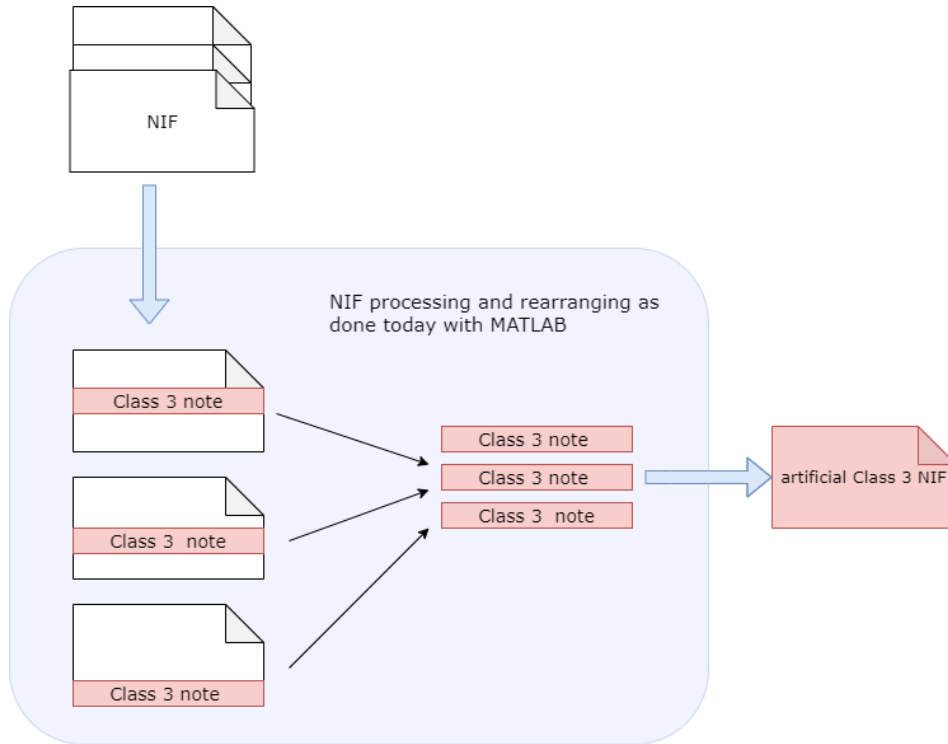 NIF
NIF processing and rearranging as
done today with MATLAB
Class 3 note
Class 3 note
Class 3 note
Class 3 note
Class 3 note
Class 3 note
artificial Class 3 NIF